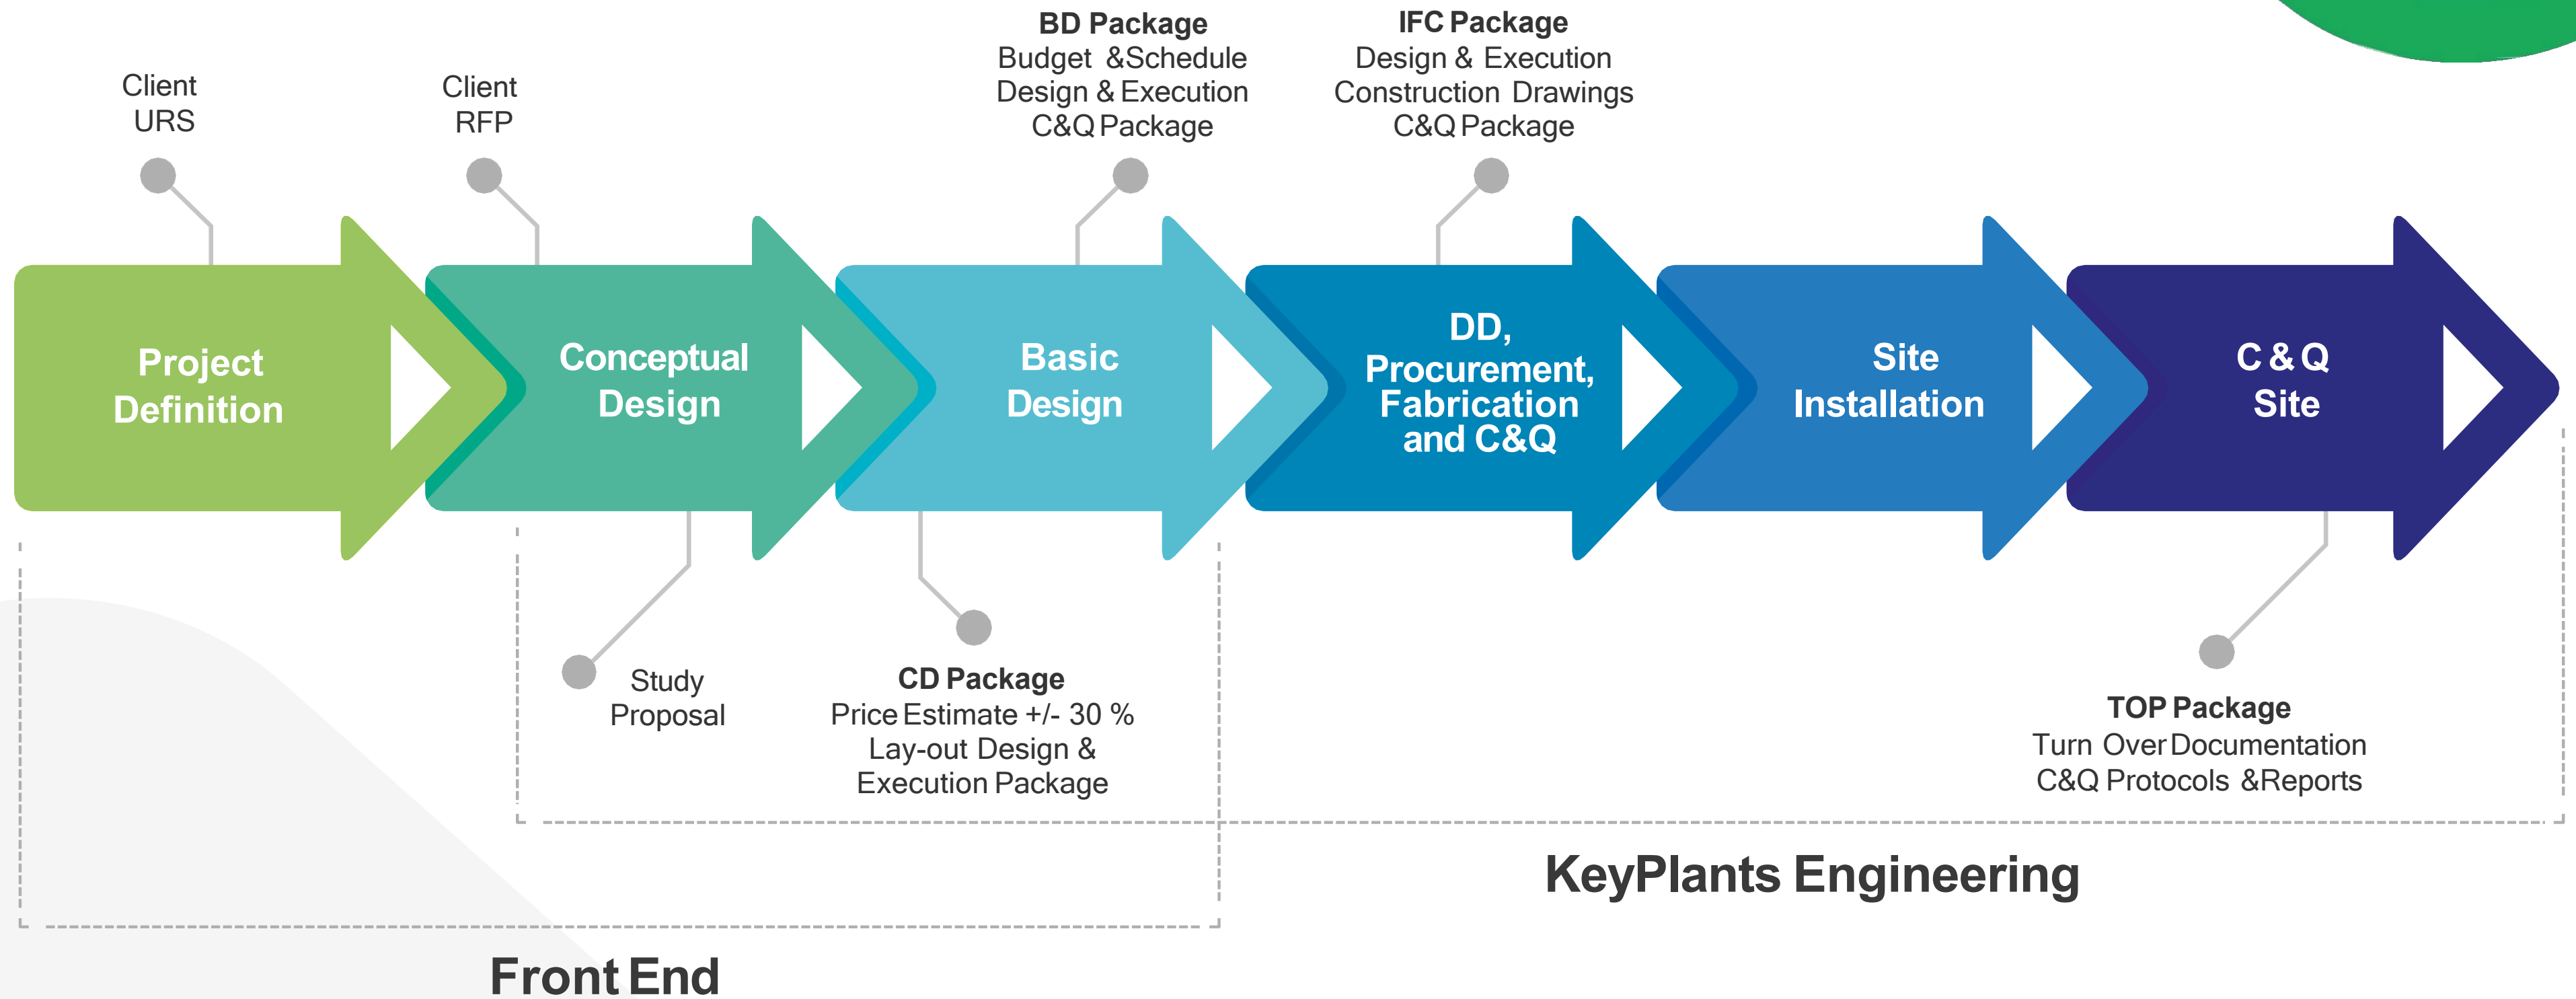 Client
URS
Client
RFP
BD Package
Budget &Schedule
Design & Execution
C&Q Package
IFC Package
Design & Execution
Construction Drawings
C&Q Package
Project
Definition
Conceptual
Design
Basic
Design
DD,
Procurement,
Fabrication
and C&Q
Site
Installation
C & Q
Site
Study
Proposal
CD Package
Price Estimate +/- 30 %
Lay-out Design &
Execution Package
TOP Package
Turn Over Documentation
C&Q Protocols &Reports
KeyPlants Engineering
Front End